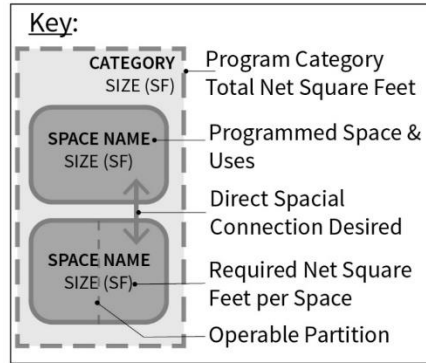 Key:
CATEGORY
SIZE (SF)
Program Category
Total Net Square Feet
SPACE NAME
SIZE (SF)
Programmed Space &
Uses
Direct Spacial
Connection Desired
SPACE NAME
SIZE (SF)
Required Net Square
Feet per Space
Operable Partition